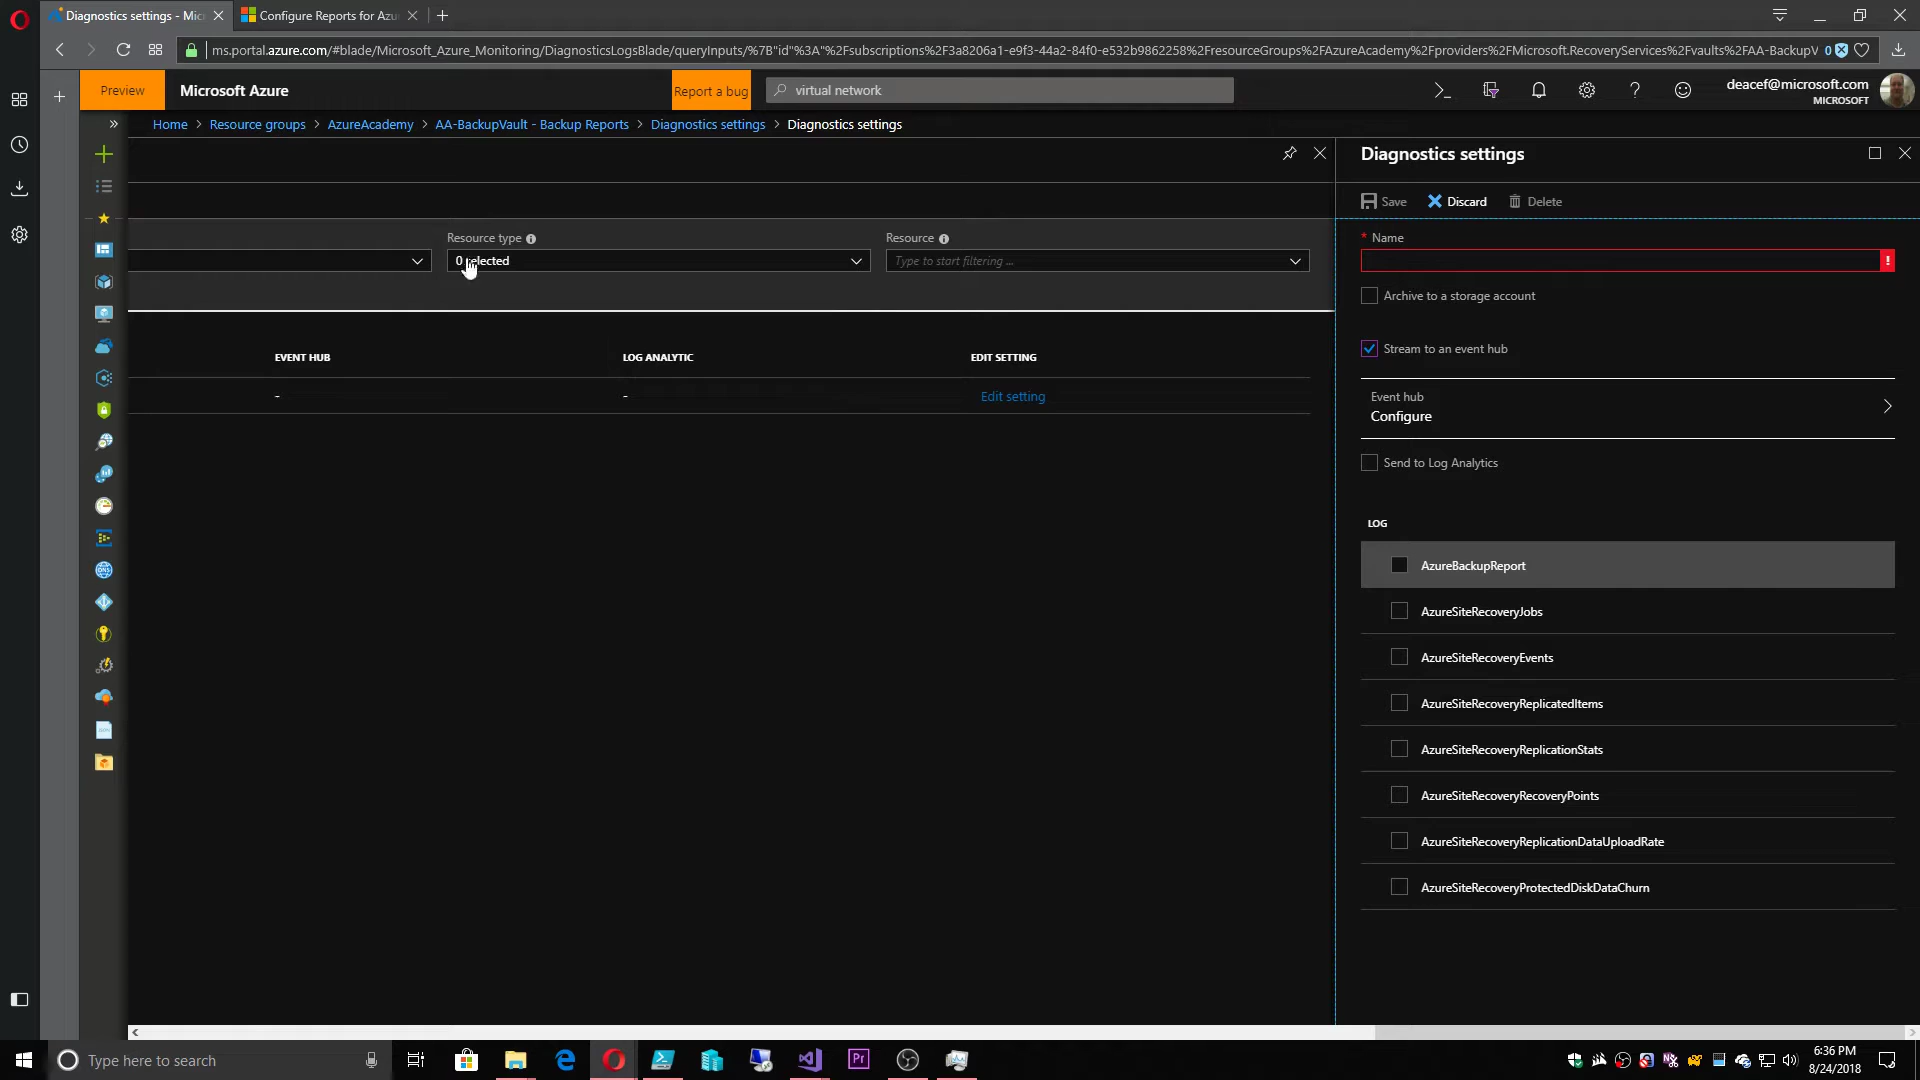 Diagnostics settings - Mic
Configure Reports for Azu
ms.portal.azure.com/#blade/Microsoft_Azure_Monitoring/DiagnosticsLogsBlade/queryInputs/%7B"id"%3A"%2Fsubscriptions%2F3a8206a1-e9f3-44a2-84f0-e532b9862258%2FresourceGroups%2FAzureAcademy%2Fproviders%2FMicrosoft.RecoveryServices%2Fvaults%2FAA-BackupV
0
Preview
Microsoft Azure
Report a bug
virtual network
deacef@microsoft.com
MICROSOFT
Home > Resource groups > AzureAcademy > AA-BackupVault - Backup Reports > Diagnostics settings > Diagnostics settings
Resource type
0 selected
Resource
Type to start filtering ...
EVENT HUB
LOG ANALYTIC
EDIT SETTING
-
-
Edit setting
Diagnostics settings
Save
Discard
Delete
* Name
!
Archive to a storage account
Stream to an event hub
Event hub
Configure
Send to Log Analytics
LOG
AzureBackupReport
AzureSiteRecoveryJobs
AzureSiteRecoveryEvents
AzureSiteRecoveryReplicatedItems
AzureSiteRecoveryReplicationStats
AzureSiteRecoveryRecoveryPoints
AzureSiteRecoveryReplicationDataUploadRate
AzureSiteRecoveryProtectedDiskDataChurn
Type here to search
Pr
6:36 PM
8/24/2018